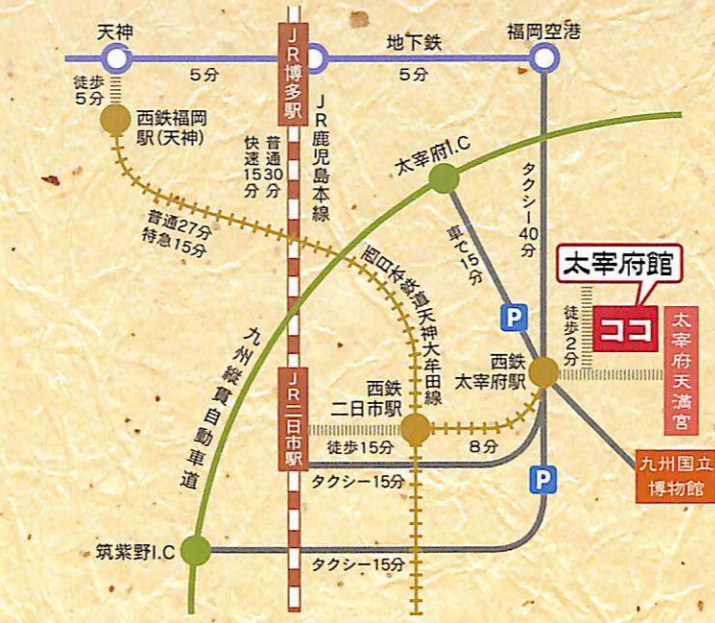 天神
5分
JR博多駅
地下鉄
5分
福岡空港
徒歩
5分
西鉄福岡
駅(天神)
普通30分
快速15分
JR鹿児島本線
太宰府I.C
タクシー40分
普通27分
特急15分
車で15分
太宰府館
西日本鉄道天神大牟田線
P
徒歩2分
ココ
太宰府天満宮
九州縦貫自動車道
JR二日市駅
西鉄
二日市駅
西鉄
太宰府駅
徒歩15分
8分
タクシー15分
P
九州国立
博物館
筑紫野I.C
タクシー15分